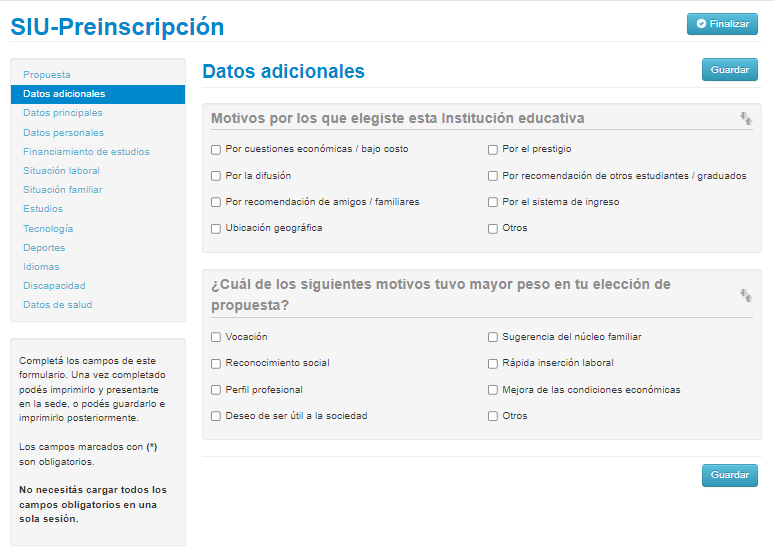 SIU-Preinscripción
Finalizar
Propuesta
Datos adicionales
Datos principales
Datos personales
Financiamiento de estudios
Situación laboral
Situación familiar
Estudios
Tecnología
Deportes
Idiomas
Discapacidad
Datos de salud
Completá los campos de este
formulario. Una vez completado
podés imprimirlo y presentarte
en la sede, o podés guardarlo e
imprimirlo posteriormente.
Los campos marcados con (*)
son obligatorios.
No necesitás cargar todos los
campos obligatorios en una
sola sesión.
Datos adicionales
Guardar
Motivos por los que elegiste esta Institución educativa
Por cuestiones económicas / bajo costo
Por el prestigio
Por la difusión
Por recomendación de otros estudiantes / graduados
Por recomendación de amigos / familiares
Por el sistema de ingreso
Ubicación geográfica
Otros
¿Cuál de los siguientes motivos tuvo mayor peso en tu elección de
propuesta?
Vocación
Sugerencia del núcleo familiar
Reconocimiento social
Rápida inserción laboral
Perfil profesional
Mejora de las condiciones económicas
Deseo de ser útil a la sociedad
Otros
Guardar